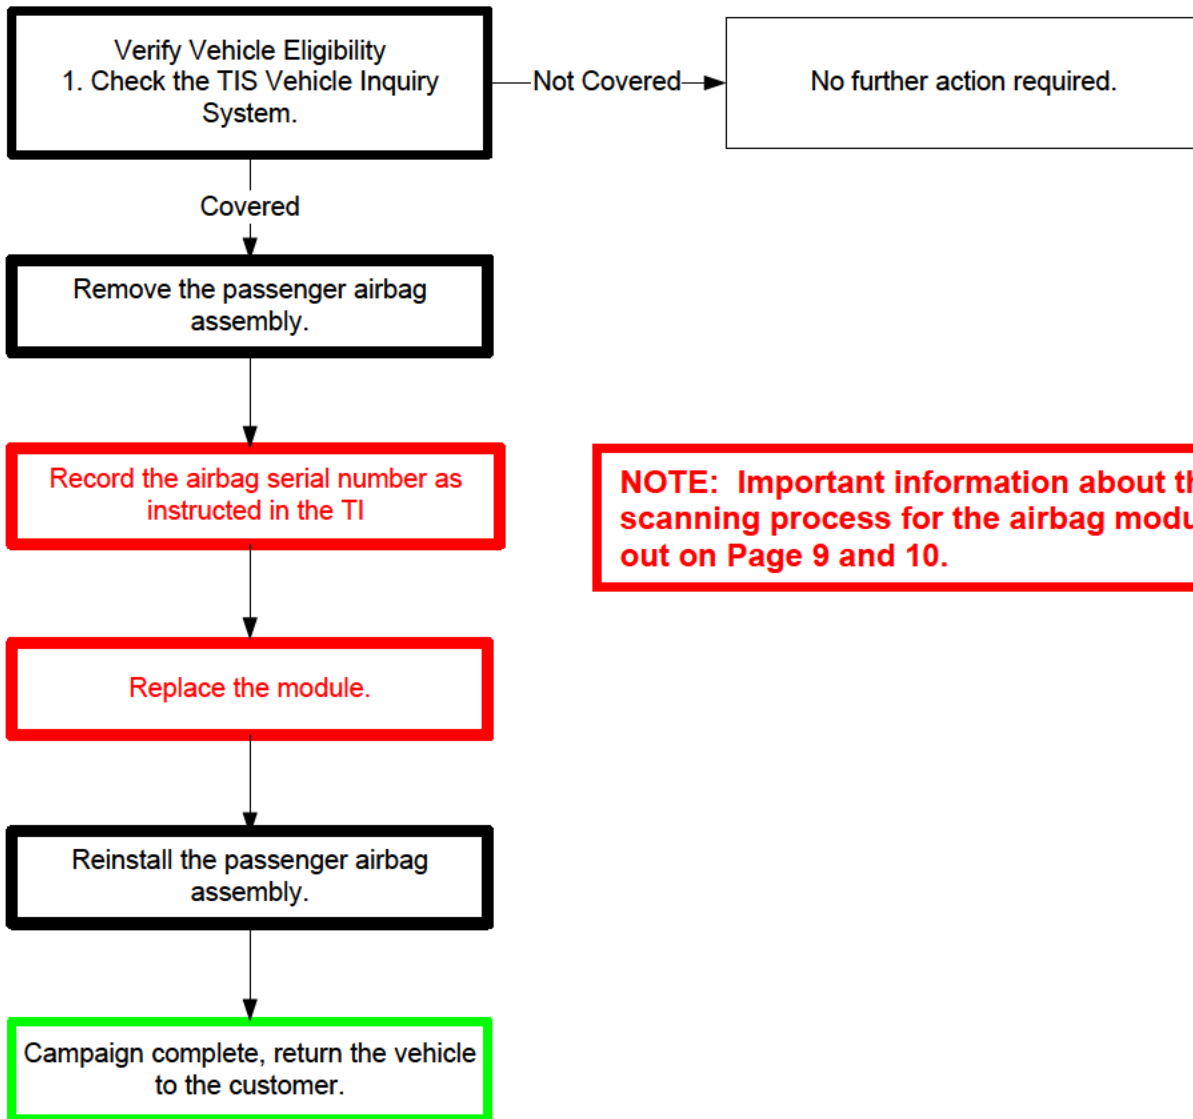 Verify Vehicle Eligibility
1. Check the TIS Vehicle Inquiry
System.
Not Covered
No further action required.
Covered
Remove the passenger airbag
assembly.
Record the airbag serial number as
instructed in the TI
NOTE:  Important information about
scanning process for the airbag
out on Page 9 and 10.
Replace the module.
Reinstall the passenger airbag
assembly.
Campaign complete, return the vehicle
to the customer.